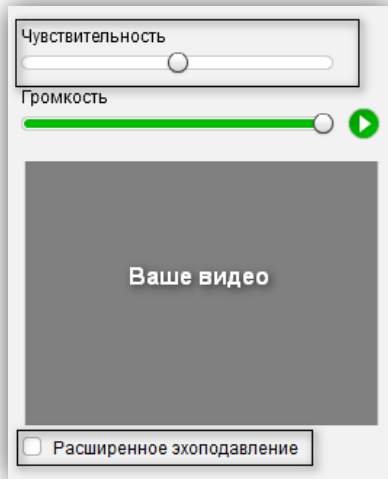 Чувствительность
Громкость
Ваше видео
Расширенное эхоподавление